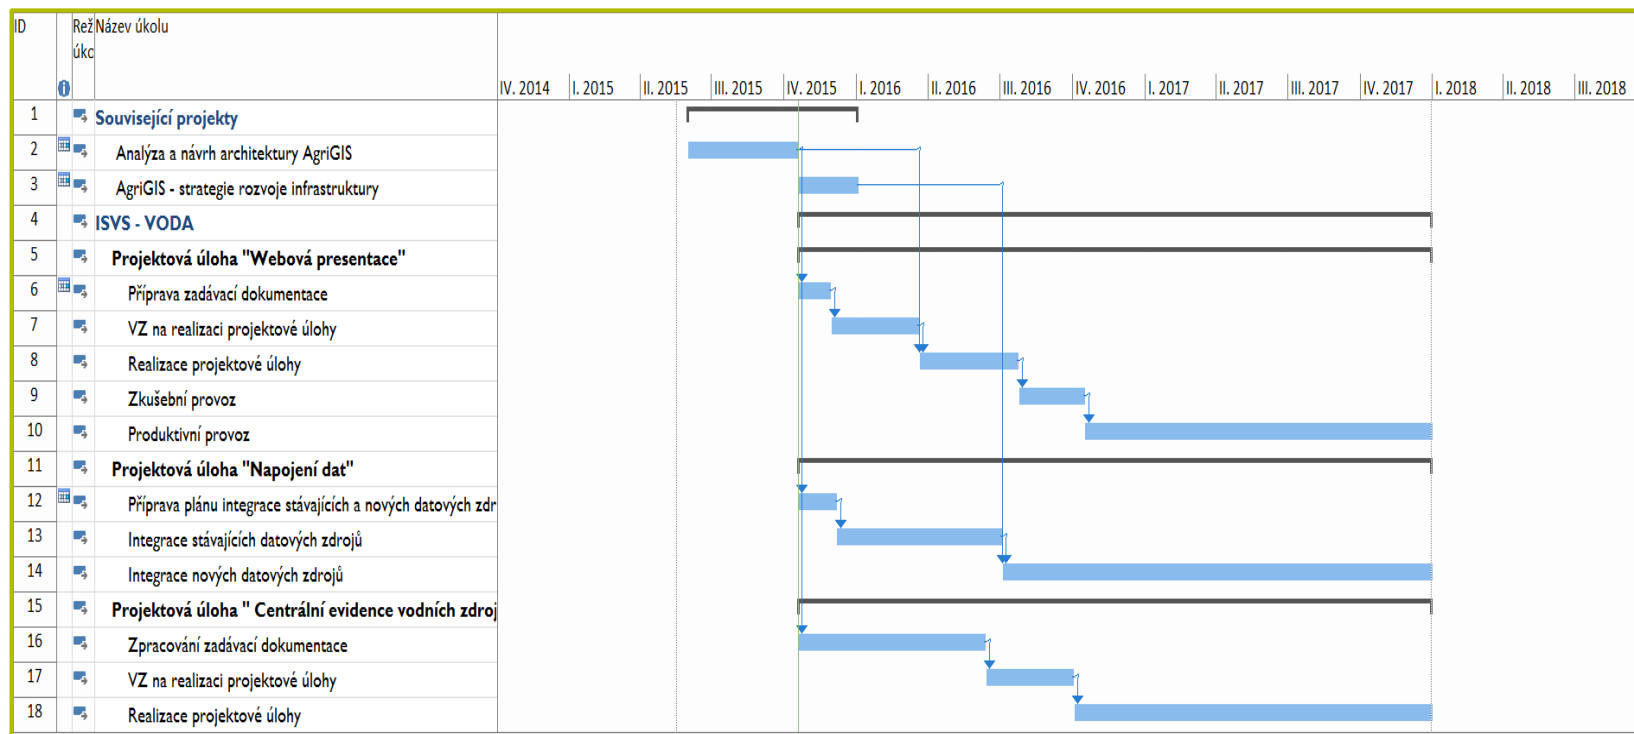 ID Rež Název úkolu
úkc
IV. 2014 I. 2015 II. 2015 III. 2015 IV. 2015 I. 2016 II. 2016 III. 2016 IV. 2016 I. 2017 II. 2017 III. 2017 IV. 2017 I. 2018 II. 2018 III. 2018
1 Související projekty
2 Analýza a návrh architektury AgriGIS
3 AgriGIS - strategie rozvoje infrastruktury
4 ISVS - VODA
5 Projektová úloha "Webová presentace"
6 Příprava zadávací dokumentace
7 VZ na realizaci projektové úlohy
8 Realizace projektové úlohy
9 Zkušební provoz
10 Produktivní provoz
11 Projektová úloha "Napojení dat"
12 Příprava plánu integrace stávajících a nových datových zdr
13 Integrace stávajících datových zdrojů
14 Integrace nových datových zdrojů
15 Projektová úloha " Centrální evidence vodních zdroj
16 Zpracování zadávací dokumentace
17 VZ na realizaci projektové úlohy
18 Realizace projektové úlohy